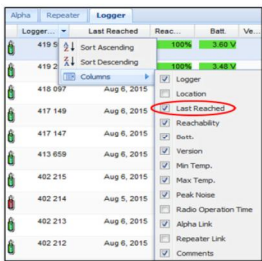 Alpha Repeater Logger
Logger... Last Reached Reac... Batt. Ve...
419 5 Sort Ascending 100% 3.60 V
Sort Descending
419 2 Columns 100% 3.48 V
Logger
418 097 Aug 6, 2015 Location
Last Reached
417 149 Aug 6, 2015 Reachability
417 147 Aug 6, 2015 Batt.
Version
413 659 Aug 6, 2015 Min Temp.
402 215 Aug 6, 2015 Max Temp.
Peak Noise
402 214 Aug 5, 2015 Radio Operation Time
402 213 Aug 6, 2015 Alpha Link
Repeater Link
402 212 Aug 6, 2015 Comments